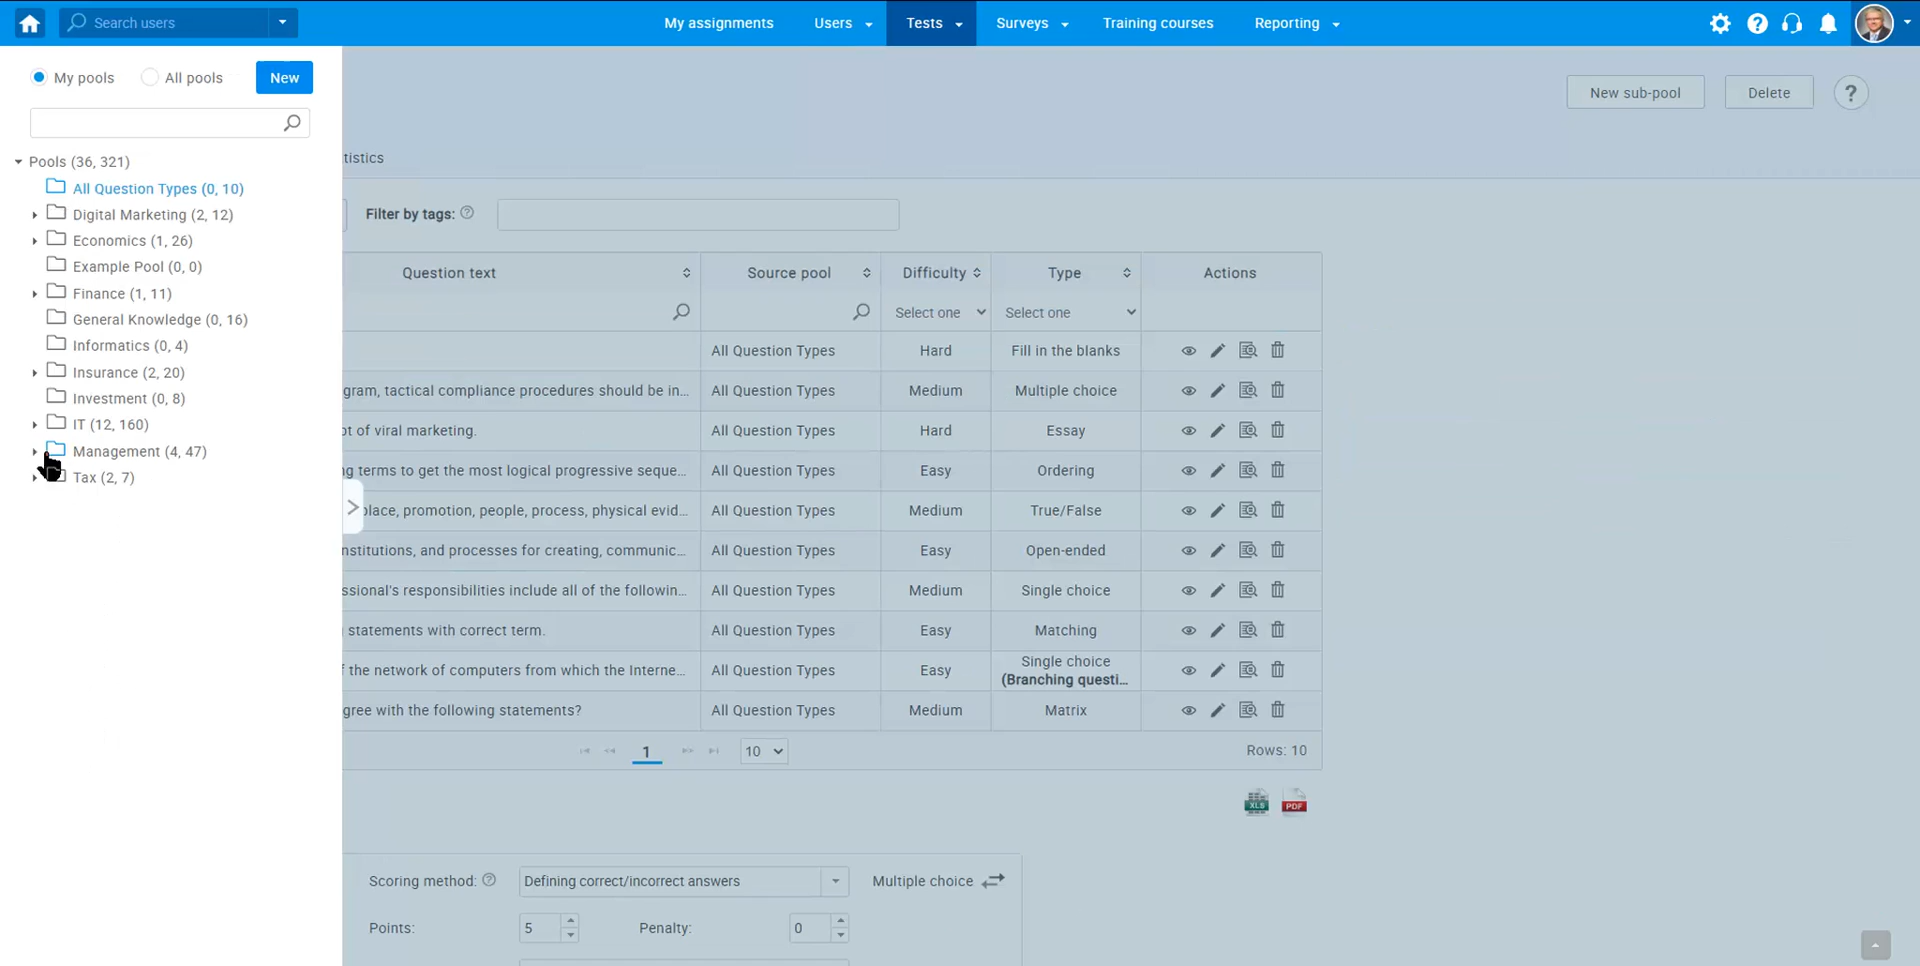 Search users
My assignments
Users
Tests
Surveys
Training courses
Reporting
My pools
All pools
New
New sub-pool
Delete
?
Pools (36, 321)
All Question Types (0, 10)
Digital Marketing (2, 12)
Economics (1, 26)
Example Pool (0, 0)
Finance (1, 11)
General Knowledge (0, 16)
Informatics (0, 4)
Insurance (2, 20)
Investment (0, 8)
IT (12, 160)
Management (4, 47)
Tax (2, 7)
tistics
Filter by tags:
Question text Source pool Difficulty Type Actions
Select one Select one
All Question Types Hard Fill in the blanks
gram, tactical compliance procedures should be in... All Question Types Medium Multiple choice
of viral marketing. All Question Types Hard Essay
terms to get the most logical progressive seque... All Question Types Easy Ordering
place, promotion, people, process, physical evid... All Question Types Medium True/False
nstitutions, and processes for creating, communic... All Question Types Easy Open-ended
ssional's responsibilities include all of the followin... All Question Types Medium Single choice
statements with correct term. All Question Types Easy Matching
f the network of computers from which the Interne... All Question Types Easy Single choice
(Branching questi...
gree with the following statements? All Question Types Medium Matrix
1 10 Rows: 10
XLS PDF
Scoring method: Defining correct/incorrect answers Multiple choice
Points: 5 Penalty: 0